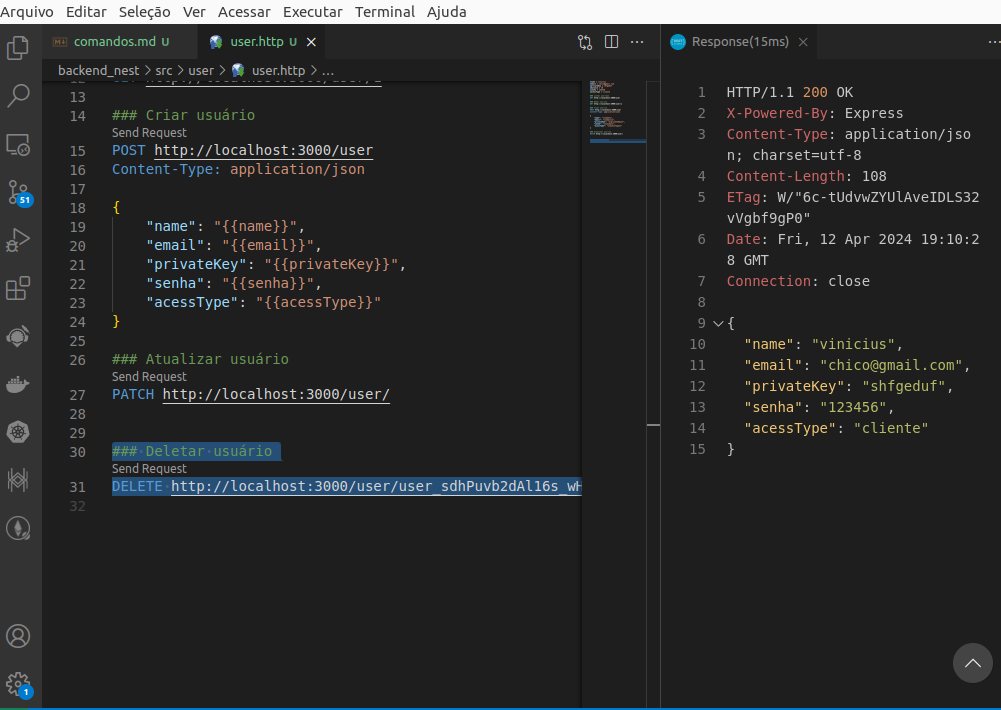 Arquivo Editar Seleção Ver Acessar Executar Terminal Ajuda
comandos.md U
user.http U
Response(15ms)
backend_nest > src > user > user.http > ...
13
14 ### Criar usuário
Send Request
15 POST http://localhost:3000/user
16 Content-Type: application/json
17
18 {
19 "name": "{{name}}",
20 "email": "{{email}}",
21 "privateKey": "{{privateKey}}",
22 "senha": "{{senha}}",
23 "acessType": "{{acessType}}"
24 }
25
26 ### Atualizar usuário
Send Request
27 PATCH http://localhost:3000/user/
28
29
30 ### Deletar usuário
Send Request
31 DELETE http://localhost:3000/user/user_sdhPuvb2dAl16s_wH
32
51
1
1 HTTP/1.1 200 OK
2 X-Powered-By: Express
3 Content-Type: application/jso
n; charset=utf-8
4 Content-Length: 108
5 ETag: W/"6c-tUdvwZYUlAveIDLS32
vVgbf9gP0"
6 Date: Fri, 12 Apr 2024 19:10:2
8 GMT
7 Connection: close
8
9 {
10 "name": "vinicius",
11 "email": "chico@gmail.com",
12 "privateKey": "shfgeduf",
13 "senha": "123456",
14 "acessType": "cliente"
15 }